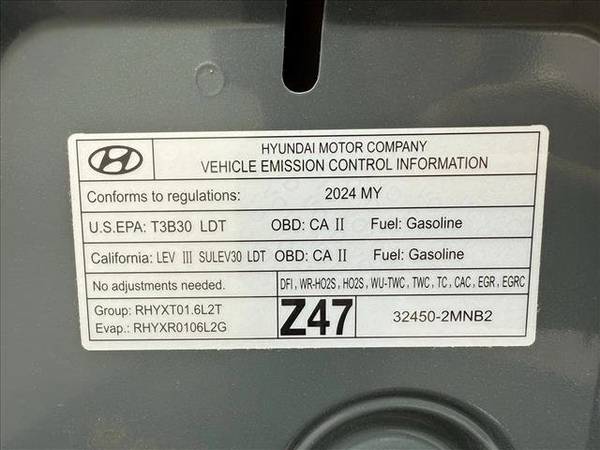 HYUNDAI MOTOR COMPANY
VEHICLE EMISSION CONTROL INFORMATION
Conforms to regulations: 2024 MY
U.S.EPA: T3B30 LDT OBD: CA II Fuel: Gasoline
California: LEV III SULEV30 LDT OBD: CA II Fuel: Gasoline
No adjustments needed. DFI, WR-HO2S, HO2S, WU-TWC, TWC, TC, CAC, EGR, EGRC
Group: RHYXT01.6L2T
Evap.: RHYXR0106L2G
Z47
32450-2MNB2